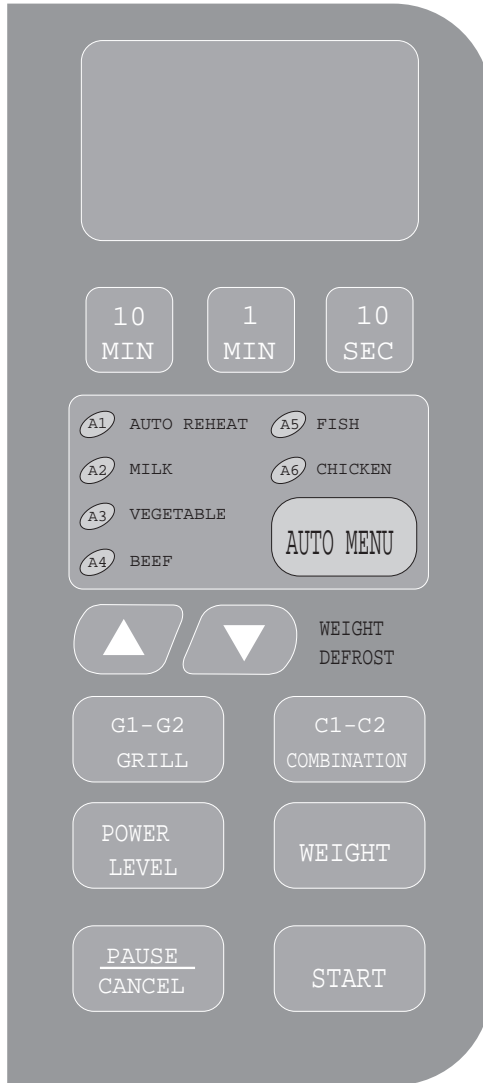 10
MIN
1
MIN
10
SEC
A1 AUTO REHEAT
A2 MILK
A3 VEGETABLE
A4 BEEF
A5 FISH
A6 CHICKEN
AUTO MENU
WEIGHT
DEFROST
G1-G2
GRILL
C1-C2
COMBINATION
POWER
LEVEL
WEIGHT
PAUSE
CANCEL
START